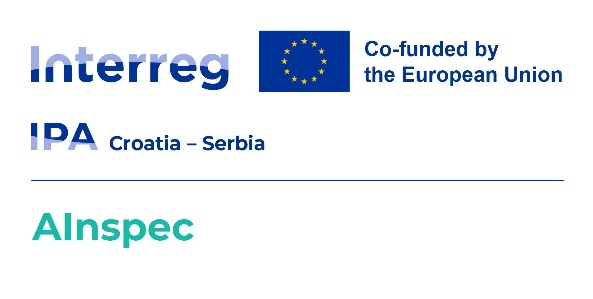 Interreg
Co-funded by
the European Union
IPA Croatia – Serbia
AInspec